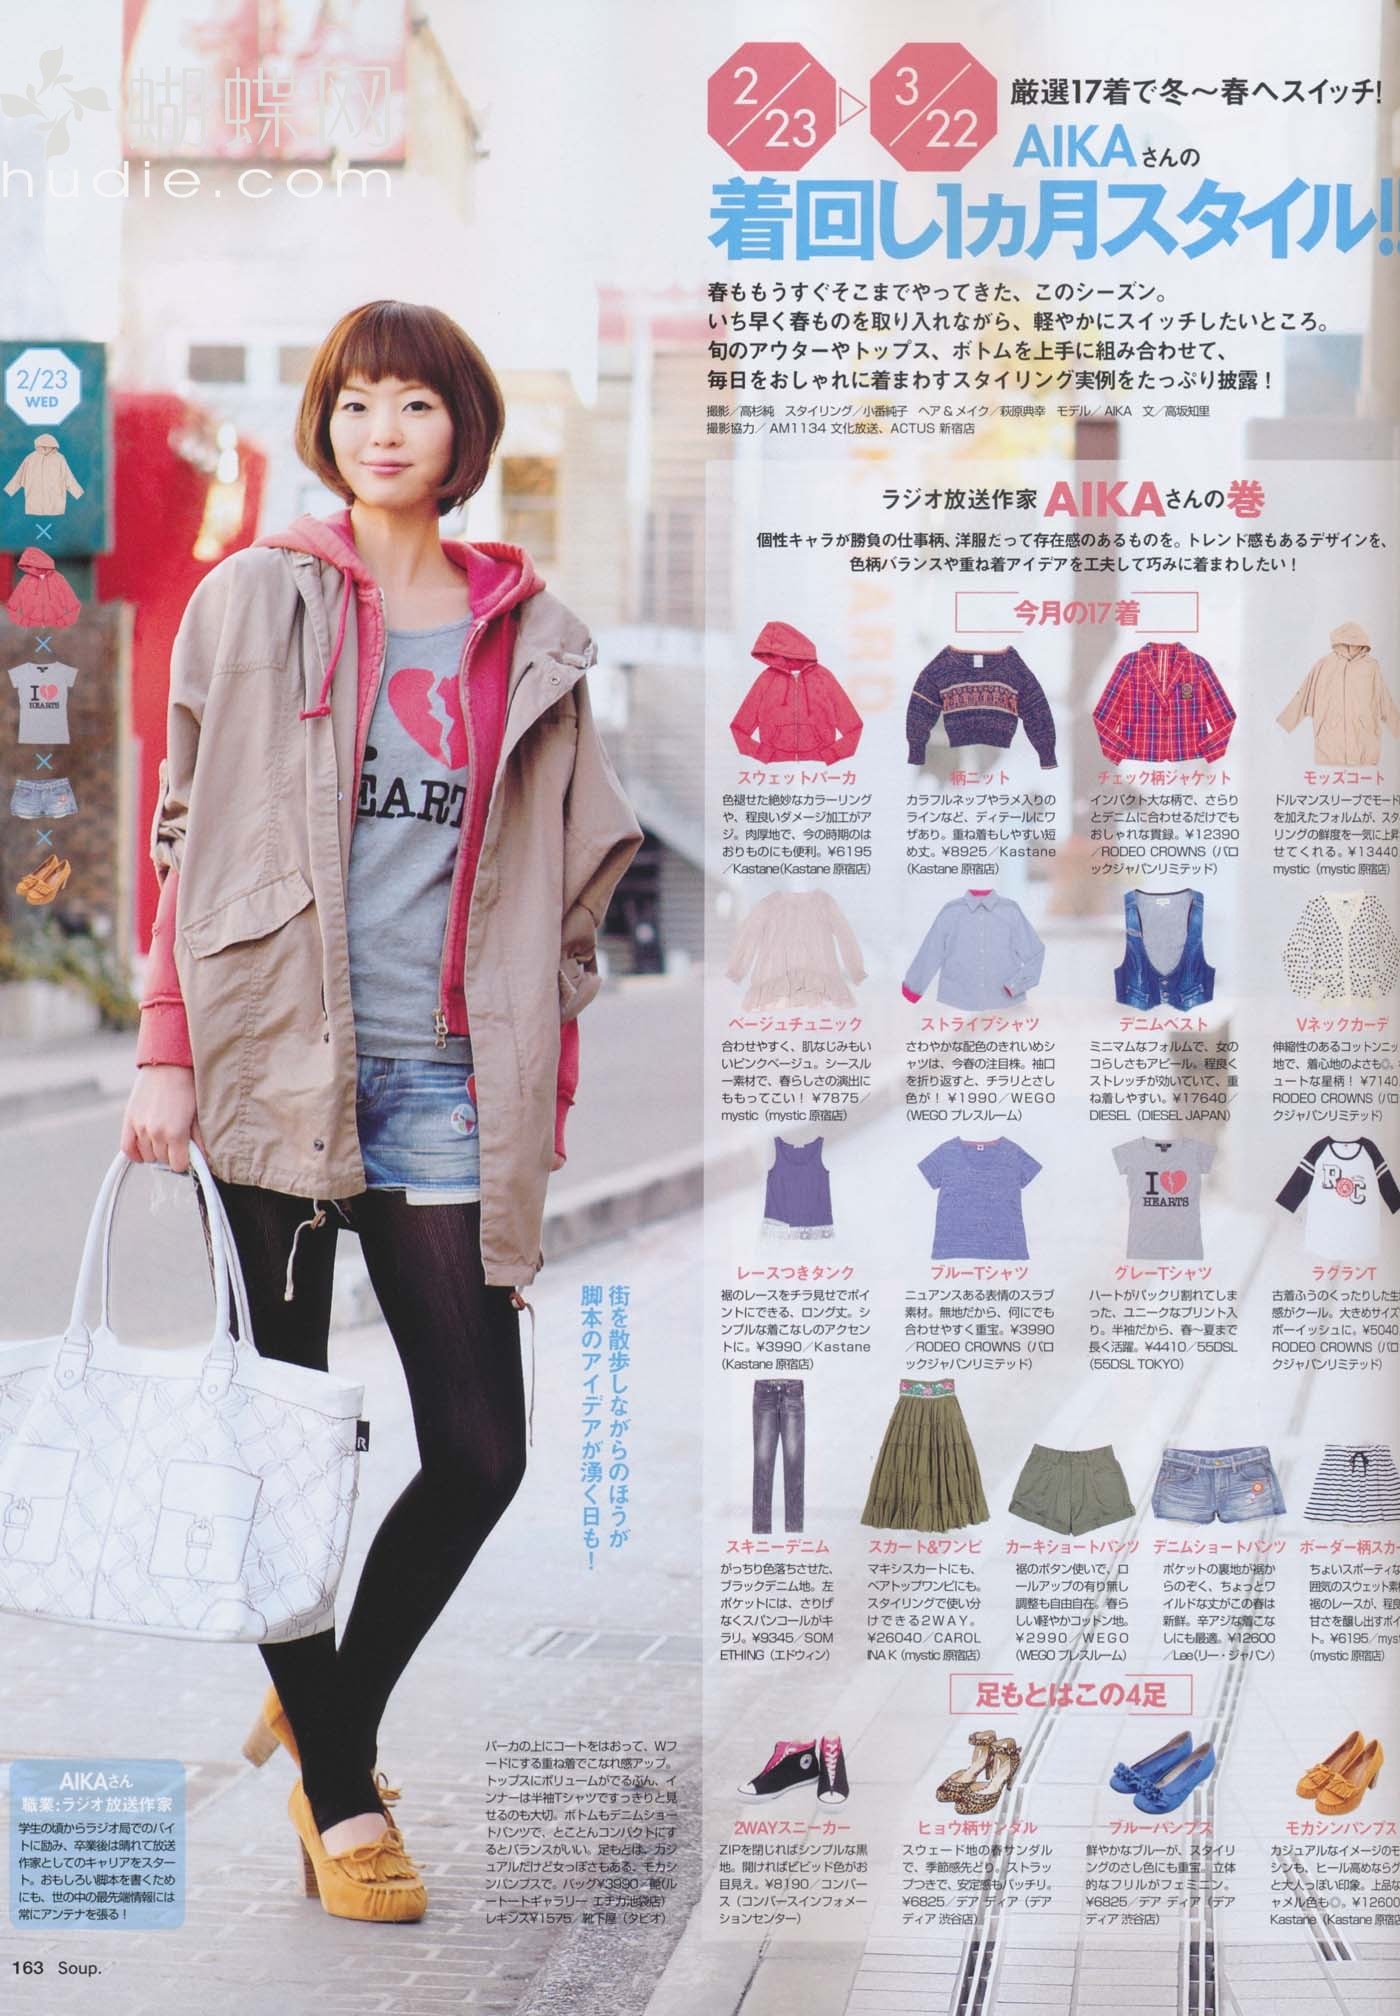 蝴蝶网
hudie.com
2/23 ▷ 3/22
厳選17着で冬〜春へスイッチ!
AIKAさんの
着回し1ヵ月スタイル!!
春ももうすぐそこまでやってきた、このシーズン。
いち早く春ものを取り入れながら、軽やかにスイッチしたいところ。
旬のアウターやトップス、ボトムを上手に組み合わせて、
毎日をおしゃれに着まわすスタイリング実例をたっぷり披露!
撮影/高杉純 スタイリング/小番純子 ヘア&メイク/萩原典幸 モデル/AIKA 文/高坂知里
撮影協力/AM1134 文化放送、ACTUS 新宿店
2/23
WED
I
HEARTS
EART
ラジオ放送作家 AIKAさんの巻
個性キャラが勝負の仕事柄、洋服だって存在感のあるものを。トレンド感もあるデザインを、
色柄バランスや重ね着アイデアを工夫して巧みに着まわしたい!
今月の17着
スウェットパーカ
色褪せた絶妙なカラーリング
や、程良いダメージ加工がア
ジ。肉厚地で、今の時期のは
おりものにも便利。¥6195
/Kastane(Kastane 原宿店)
柄ニット
カラフルネップやラメ入りの
ラインなど、ディテールにワ
ザあり。重ね着もしやすい短
め丈。¥8925/Kastane
(Kastane 原宿店)
チェック柄ジャケット
インパクト大な柄で、さらり
とデニムに合わせるだけでも
おしゃれな貫録。¥12390
/RODEO CROWNS(バロ
ックジャパンリミテッド)
モッズコート
ドルマンスリーブでモード
を加えたフォルムが、スタ
リングの鮮度を一気に上昇
せてくれる。¥13440
mystic(mystic 原宿店)
ベージュチュニック
合わせやすく、肌なじみもい
いピンクベージュ。シースル
ー素材で、春らしさの演出に
ももってこい!¥7875/
mystic(mystic 原宿店)
ストライプシャツ
さわやかな配色のきれいめシ
ャツは、今春の注目株。袖口
を折り返すと、チラリとさし
色が!¥1990/WEGO
(WEGO プレスルーム)
デニムベスト
ミニマムなフォルムで、女の
コらしさもアピール。程良く
ストレッチが効いていて、重
ね着しやすい。¥17640/
DIESEL(DIESEL JAPAN)
Vネックカーデ
伸縮性のあるコットンニッ
地で、着心地のよさも◎。キ
ュートな星柄!¥7140
RODEO CROWNS(バロ
クジャパンリミテッド)
I
HEARTS
R C
レースつきタンク
裾のレースをチラ見せでポイ
ントにできる、ロング丈。シ
ンプルな着こなしのアクセン
トに。¥3990/Kastane
(Kastane 原宿店)
ブルーTシャツ
ニュアンスある表情のスラブ
素材。無地だから、何にでも
合わせやすく重宝。¥3990
/RODEO CROWNS(バロ
ックジャパンリミテッド)
グレーTシャツ
ハートがパックリ割れてしま
った、ユニークなプリント入
り。半袖だから、春〜夏まで
長く活躍。¥4410/55DSL
(55DSL TOKYO)
ラグランT
古着ふうのくったりした生
感がクール。大きめサイズ
ボーイッシュに。¥5040
RODEO CROWNS(バロ
クジャパンリミテッド)
スキニーデニム
がっちり色落ちさせた、
ブラックデニム地。左
ポケットには、さりげ
なくスパンコールがキ
ラリ。¥9345/SOM
ETHING(エドウィン)
スカート&ワンピ
マキシスカートにも、
ベアトップワンピにも。
スタイリングで使い分
けできる2WAY。
¥26040/CAROL
INA K(mystic 原宿店)
カーキショートパンツ
裾のボタン使いで、ロ
ールアップの有り無し
調整も自由自在。春ら
しい軽やかコットン地。
¥2990/WEGO
(WEGO プレスルーム)
デニムショートパンツ
ポケットの裏地が裾か
らのぞく、ちょっとワ
イルドな丈がこの春は
新鮮。辛アジな着こな
しにも最適。¥12600
/Lee(リー・ジャパン)
ボーダー柄スカー
ちょいスポーティな
囲気のスウェット素
裾のレースが、程良
甘さを醸し出すポイ
ト。¥6195/myst
(mystic 原宿店)
街を散歩しながらのほうが
脚本のアイデアが湧く日も!
足もとはこの4足
2WAYスニーカー
ZIPを閉じればシンプルな黒
地。開ければビビッド色がお
目見え。¥8190/コンバー
ス(コンバースインフォメー
ションセンター)
ヒョウ柄サンダル
スウェード地の春サンダル
で、季節感先どり。ストラッ
プつきで、安定感もバッチリ。
¥6825/デア ディア(デア
ディア 渋谷店)
ブルーパンプス
鮮やかなブルーが、スタイリ
ングのさし色にも重宝。立体
的なフリルがフェミニン。
¥6825/デア ディア(デア
ディア 渋谷店)
モカシンパンプス
カジュアルなイメージのモ
シンも、ヒール高めならグ
と大人っぽい印象。上品な
ャメル色も◎。¥12600
Kastane(Kastane 原宿店
パーカの上にコートをはおって、Wフ
ードにする重ね着でこなれ感アップ。
トップスにボリュームがでるぶん、イ
ンナーは半袖Tシャツですっきりと見
せるのも大切。ボトムもデニムショー
トパンツで、とことんコンパクトにす
るとバランスがいい。足もとは、カジ
ュアルだけど女っぽさもある、モカシ
ンパンプスで。バッグ¥3990/(ル
ートートギャラリー エチカ池袋店)
レギンス¥1575/靴下屋(タビオ)
AIKAさん
職業:ラジオ放送作家
学生の頃からラジオ局でのバイ
トに励み、卒業後は晴れて放送
作家としてのキャリアをスター
ト。おもしろい脚本を書くため
にも、世の中の最先端情報には
常にアンテナを張る!
163 Soup.